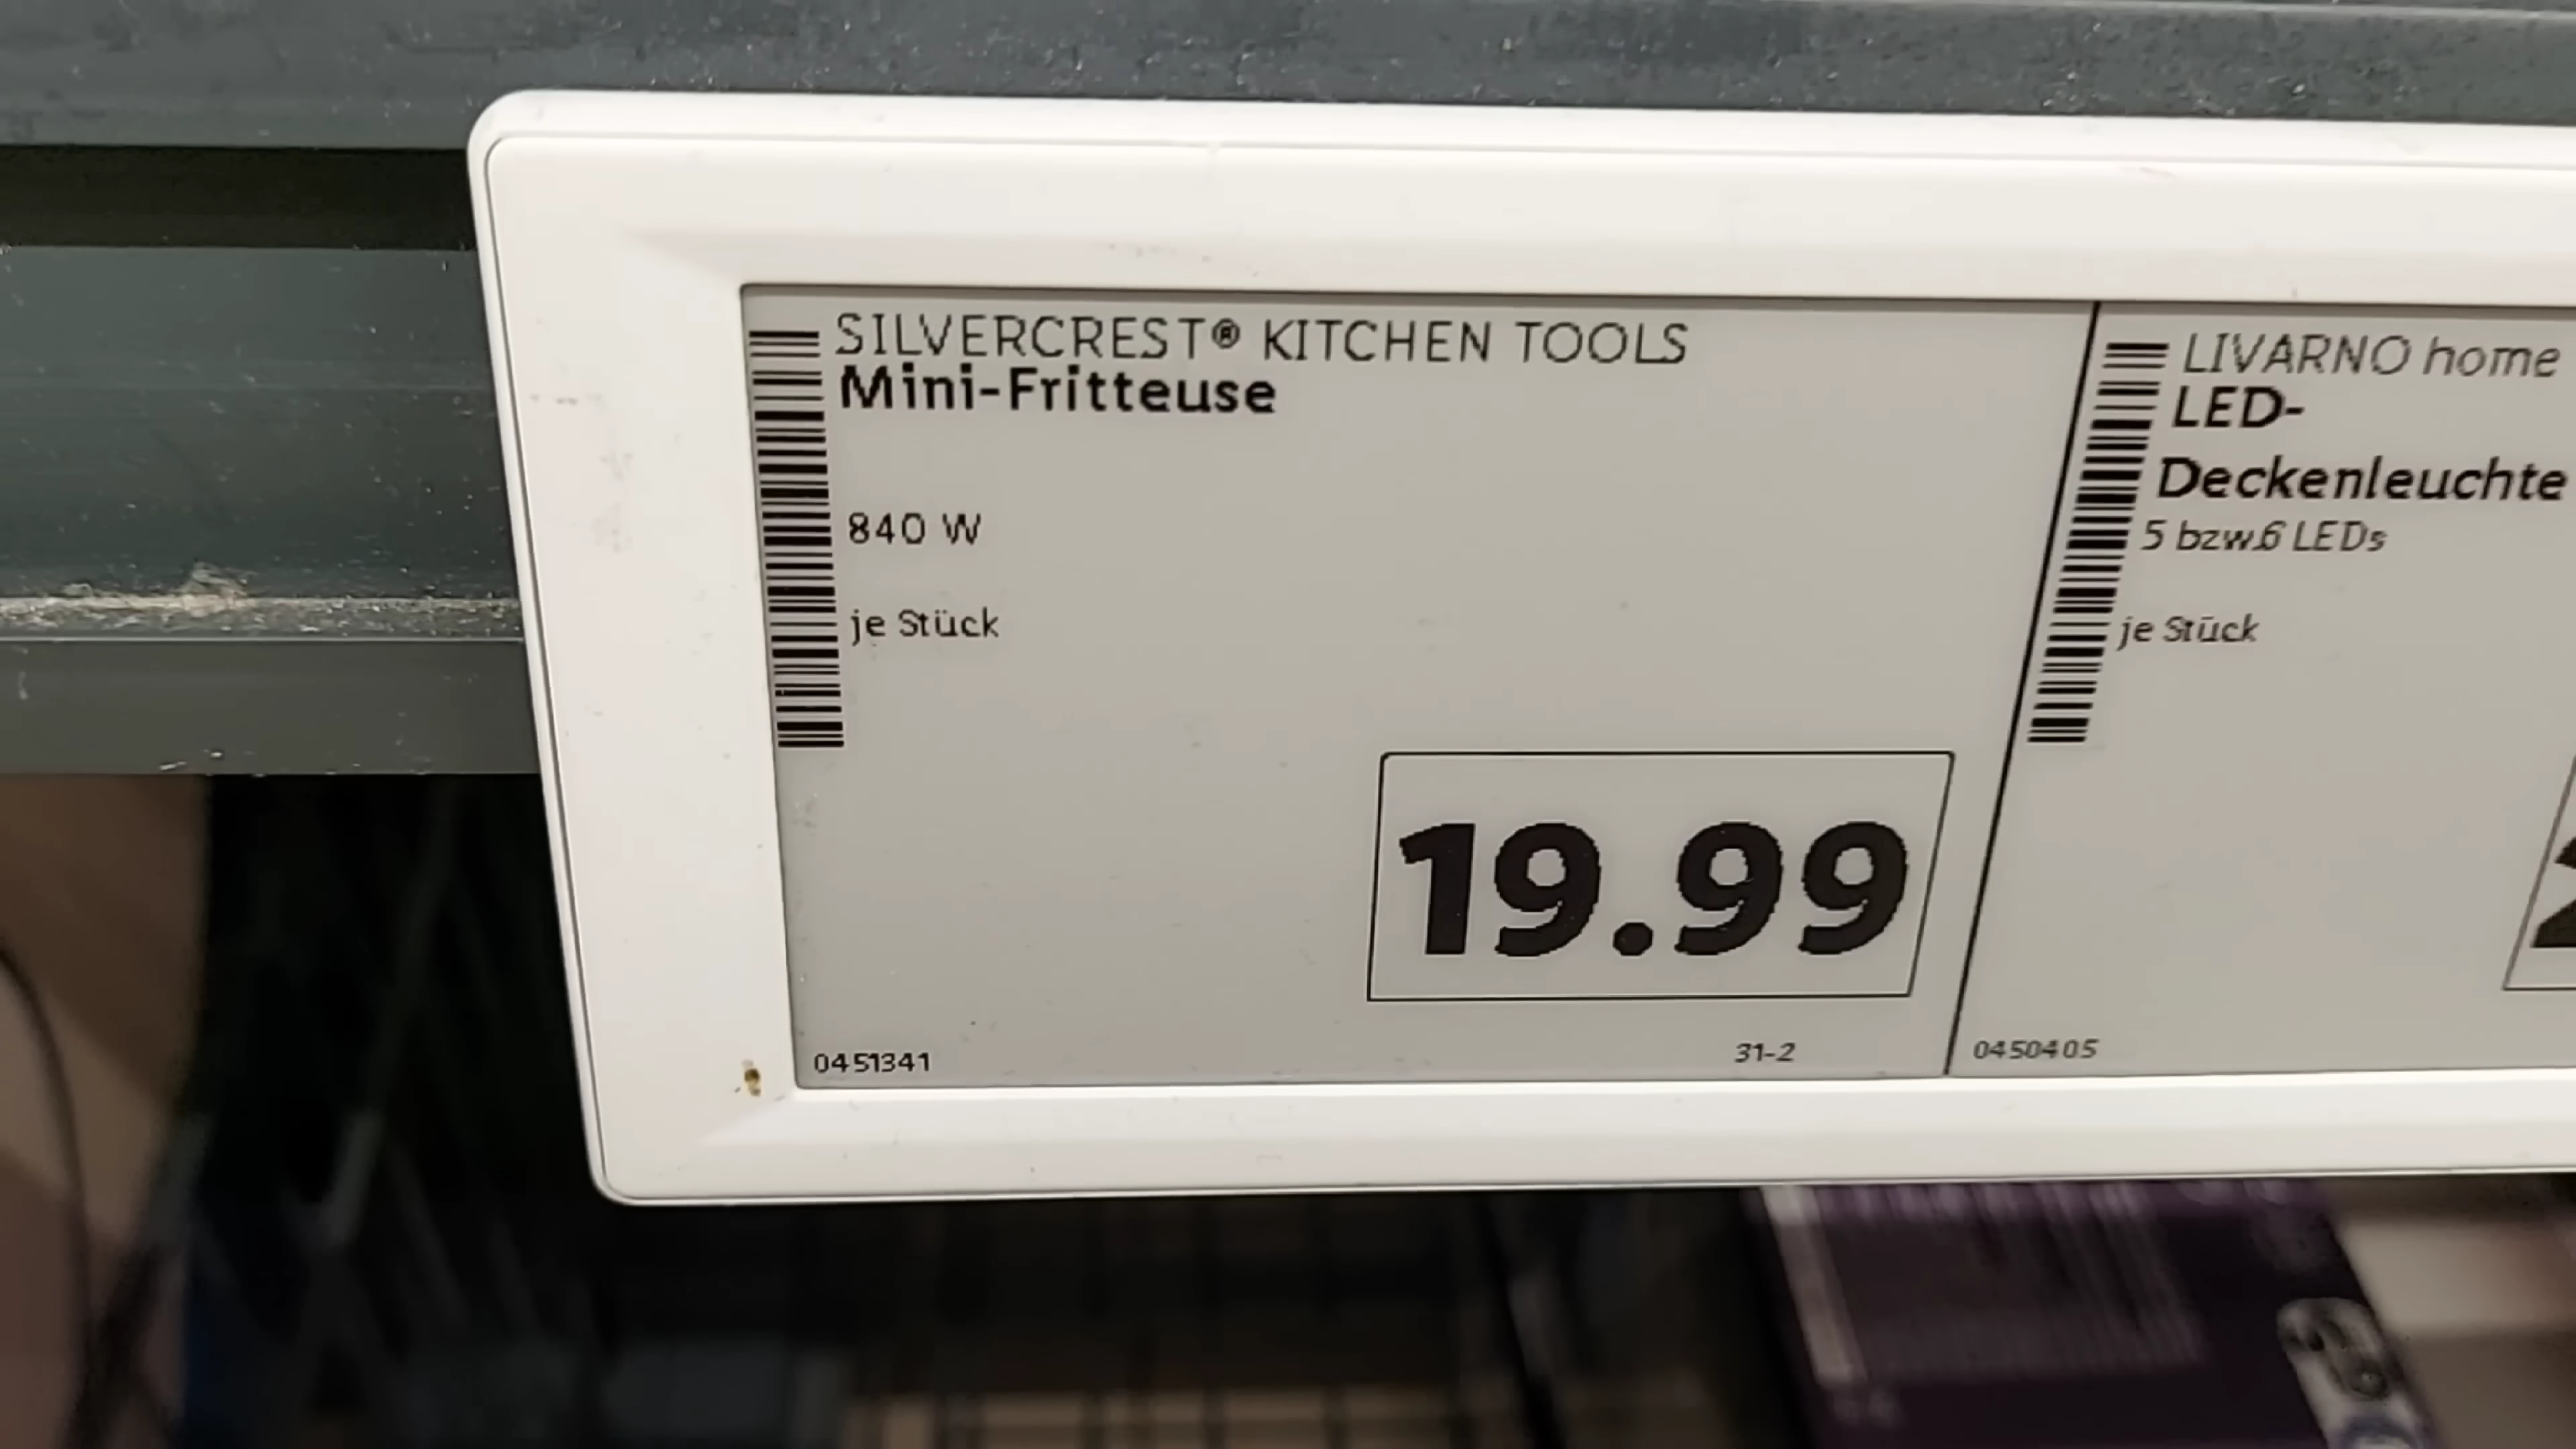 SILVERCREST® KITCHEN TOOLS
Mini-Fritteuse
840 W
je Stück
19.99
0451341
31-2
LIVARNO home
LED-
Deckenleuchte
5 bzw.6 LEDs
je Stück
0450405